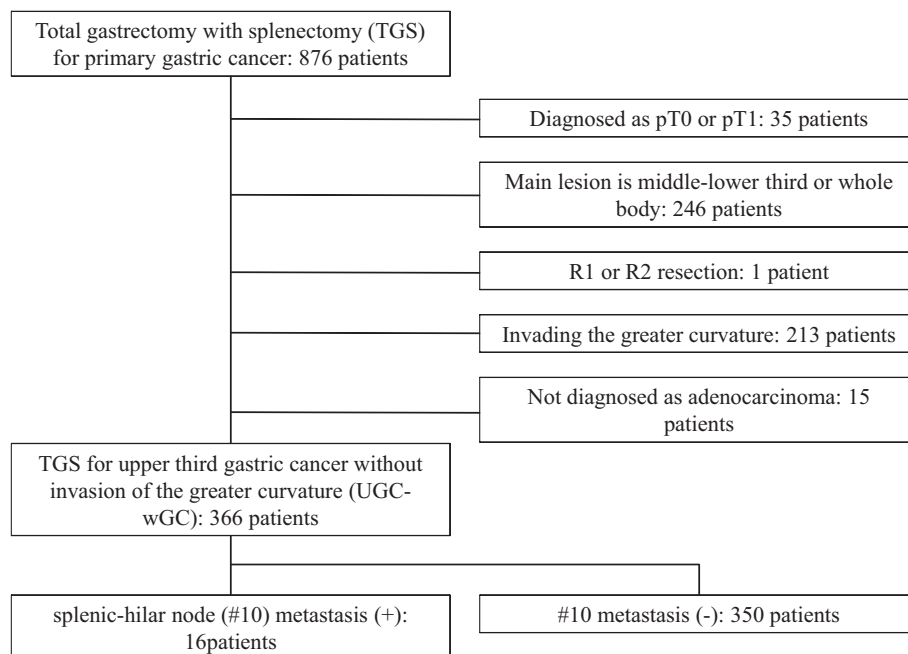 Total gastrectomy with splenectomy (TGS)
for primary gastric cancer: 876 patients
Diagnosed as pT0 or pT1: 35 patients
Main lesion is middle-lower third or whole
body: 246 patients
R1 or R2 resection: 1 patient
Invading the greater curvature: 213 patients
Not diagnosed as adenocarcinoma: 15
patients
TGS for upper third gastric cancer without
invasion of the greater curvature (UGC-
wGC): 366 patients
splenic-hilar node (#10) metastasis (+):
16patients
#10 metastasis (-): 350 patients